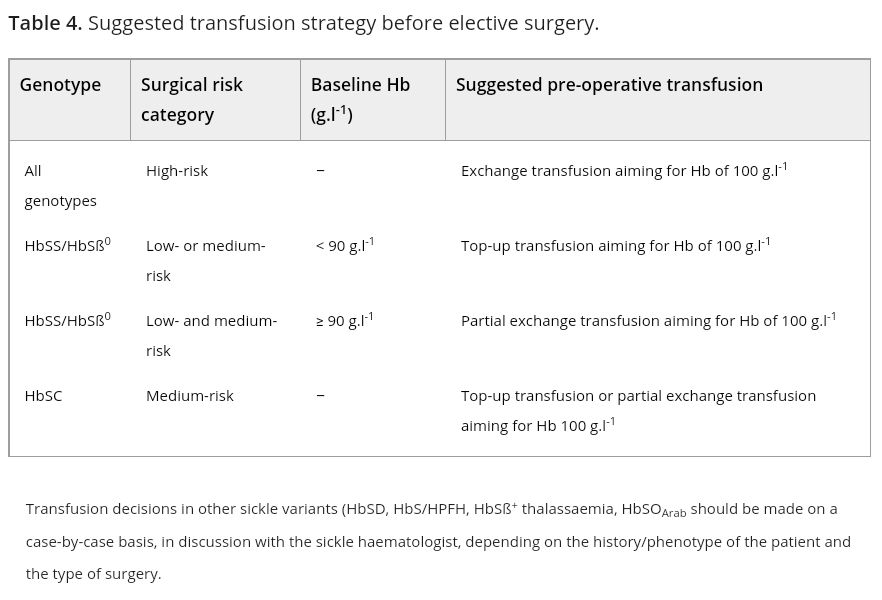 Table 4. Suggested transfusion strategy before elective surgery.
Genotype Surgical risk category Baseline Hb (g.l-1) Suggested pre-operative transfusion
All genotypes High-risk – Exchange transfusion aiming for Hb of 100 g.l-1
HbSS/HbSß0 Low- or medium-risk < 90 g.l-1 Top-up transfusion aiming for Hb of 100 g.l-1
HbSS/HbSß0 Low- and medium-risk ≥ 90 g.l-1 Partial exchange transfusion aiming for Hb of 100 g.l-1
HbSC Medium-risk – Top-up transfusion or partial exchange transfusion aiming for Hb 100 g.l-1
Transfusion decisions in other sickle variants (HbSD, HbS/HPFH, HbSß+ thalassaemia, HbSOArab should be made on a
case-by-case basis, in discussion with the sickle haematologist, depending on the history/phenotype of the patient and
the type of surgery.